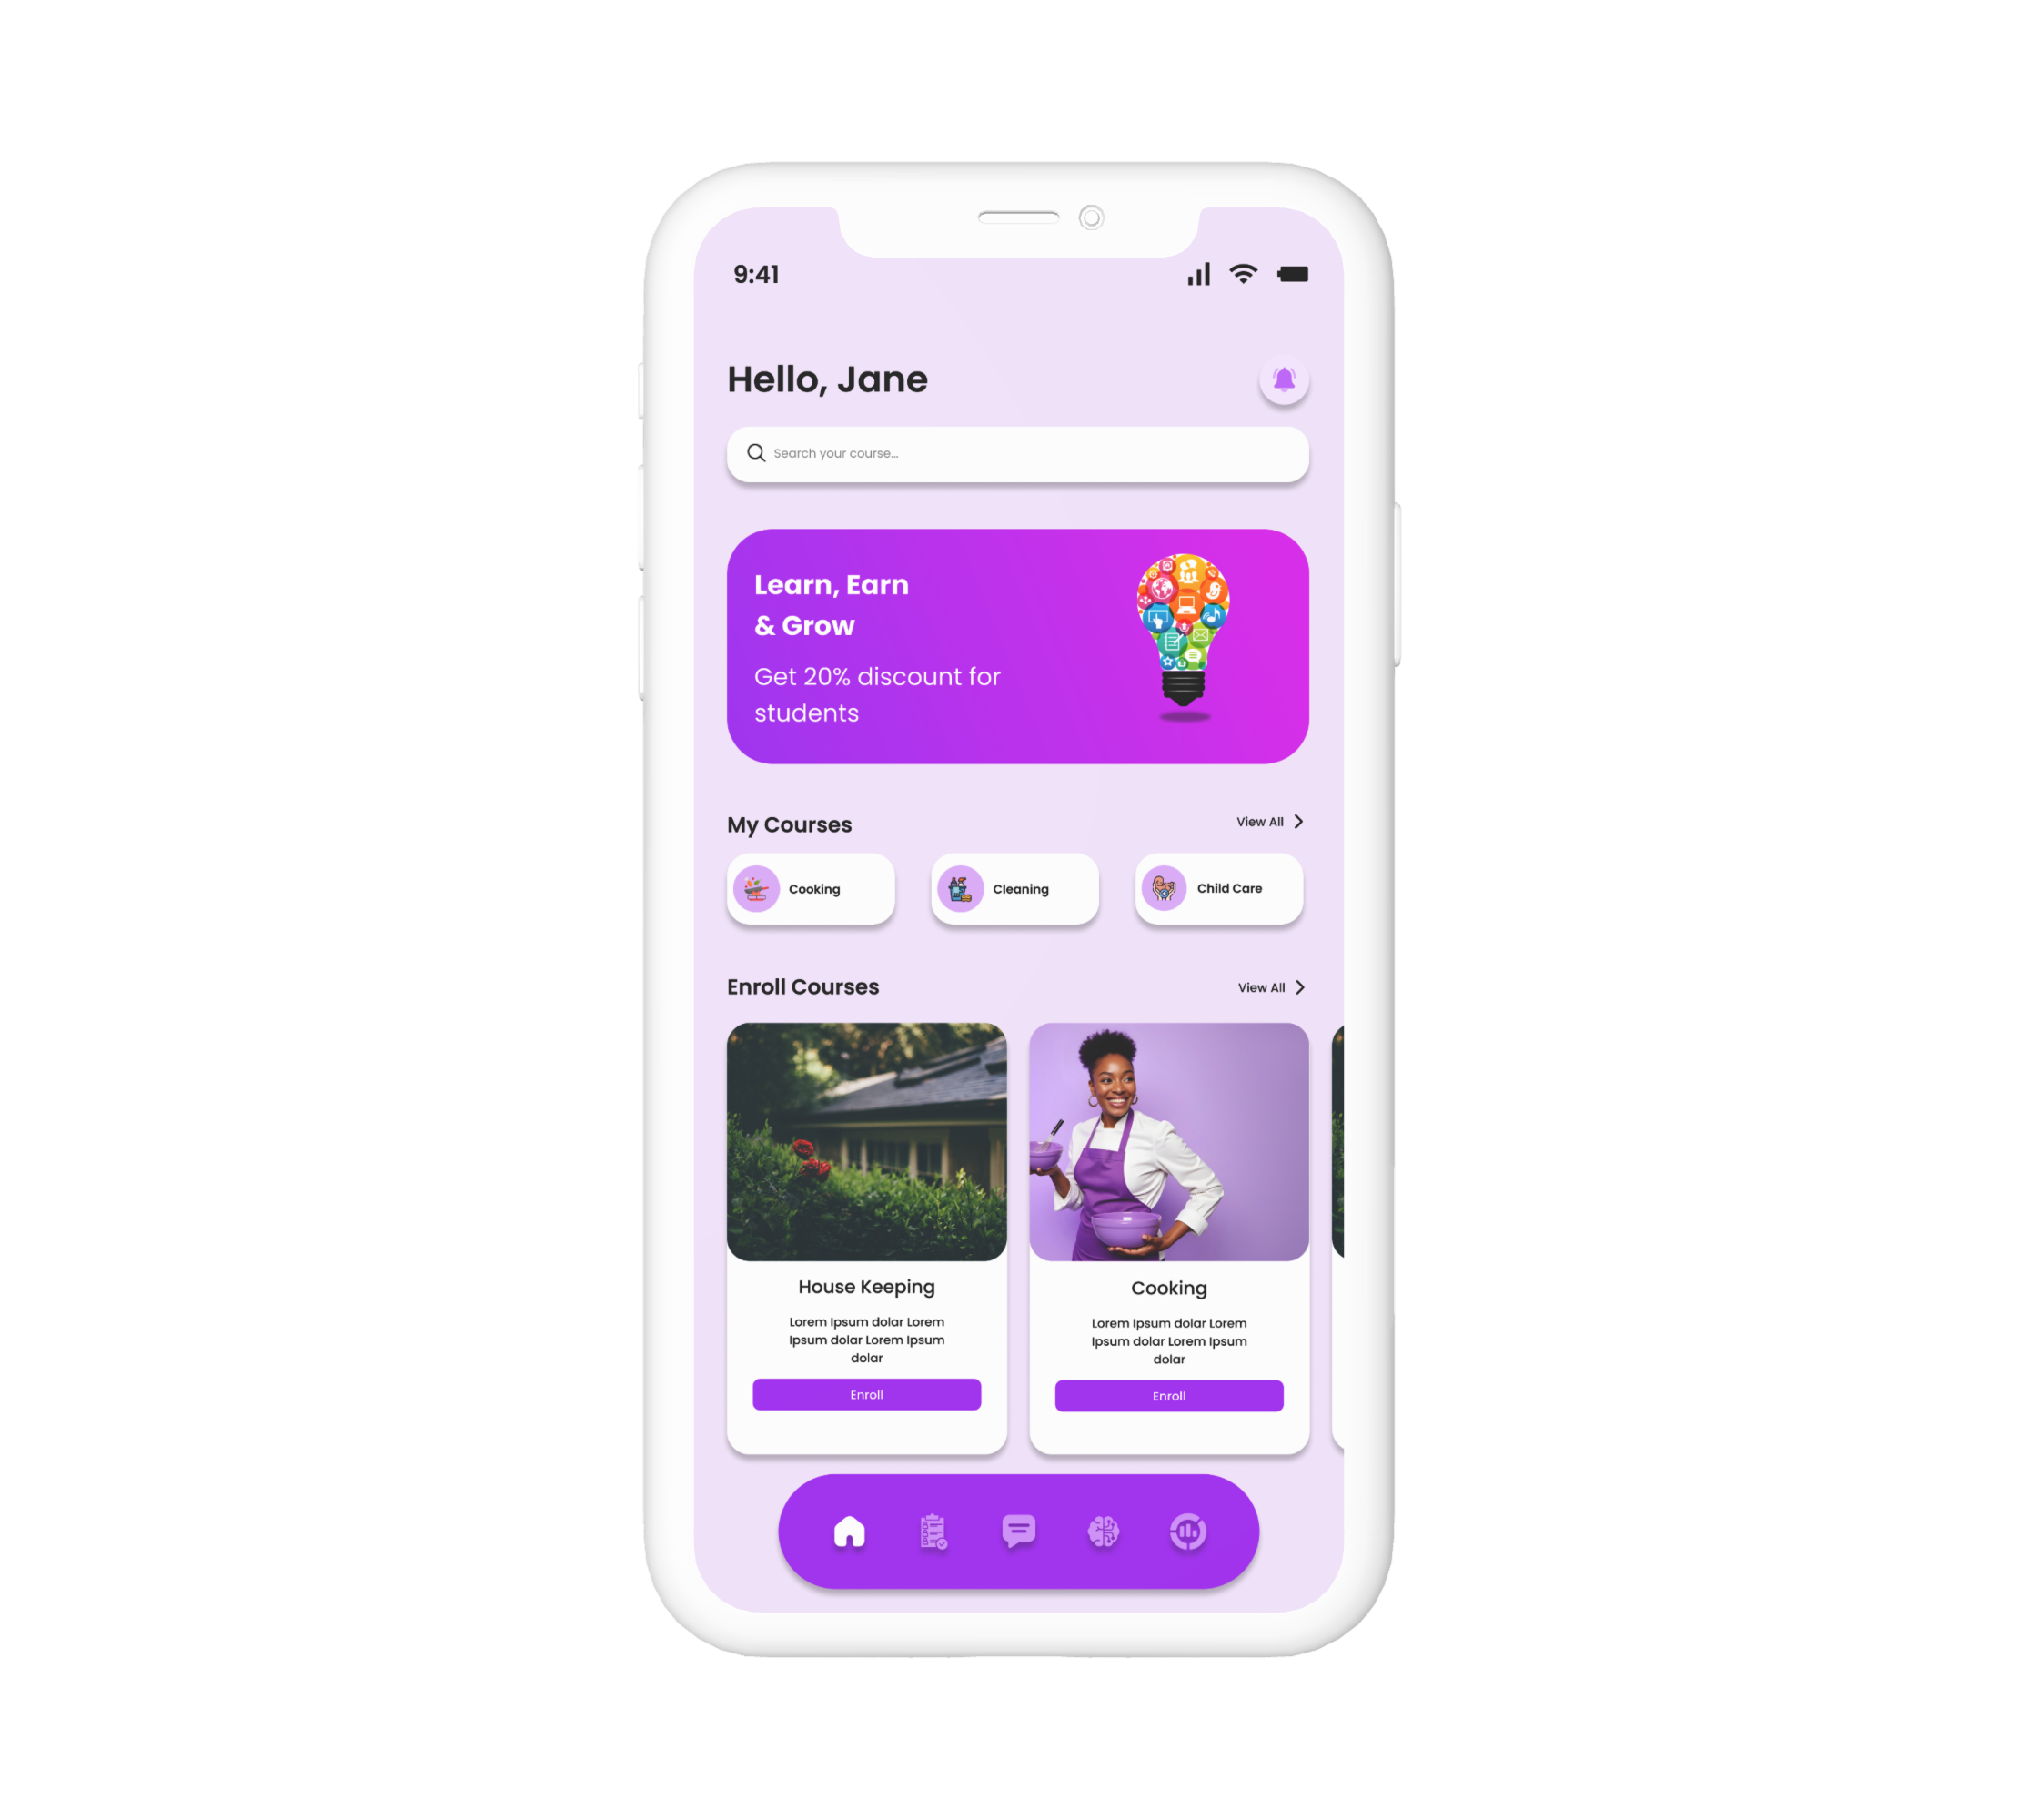 9:41
Hello, Jane
Search your course...
Learn, Earn
& Grow
Get 20% discount for
students
My Courses
View All
Cooking
Cleaning
Child Care
Enroll Courses
View All
House Keeping
Lorem Ipsum dolar Lorem
Ipsum dolar Lorem Ipsum
dolar
Enroll
Cooking
Lorem Ipsum dolar Lorem
Ipsum dolar Lorem Ipsum
dolar
Enroll